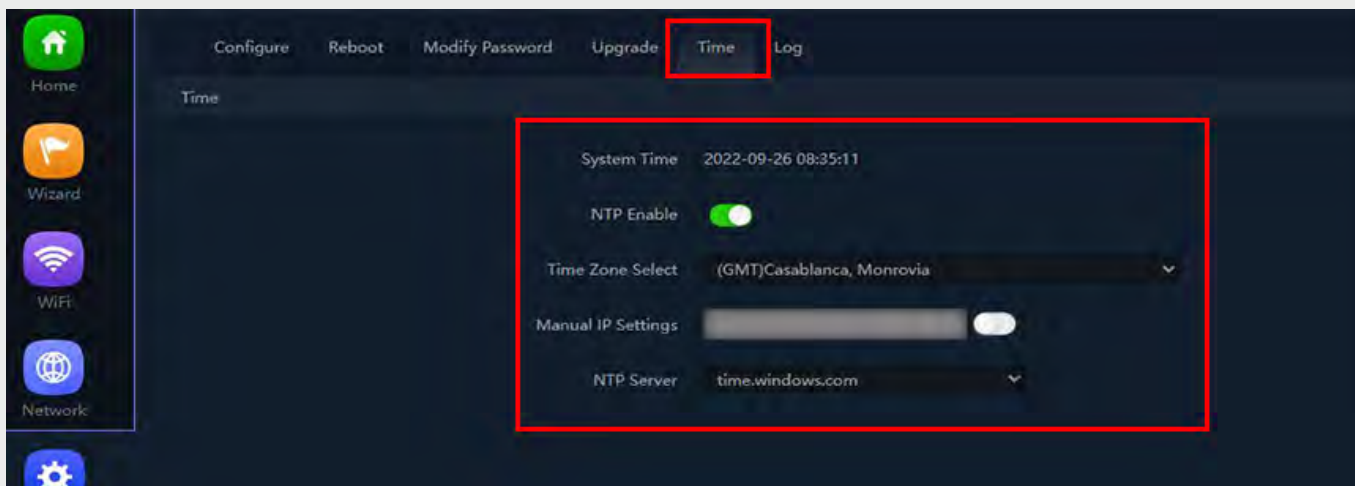 Configure Reboot Modify Password Upgrade Time Log
Home
Time
System Time 2022-09-26 08:35:11
Wizard
NTP Enable
Time Zone Select (GMT)Casablanca, Monrovia
WiFi
Manual IP Settings
NTP Server time.windows.com
Network